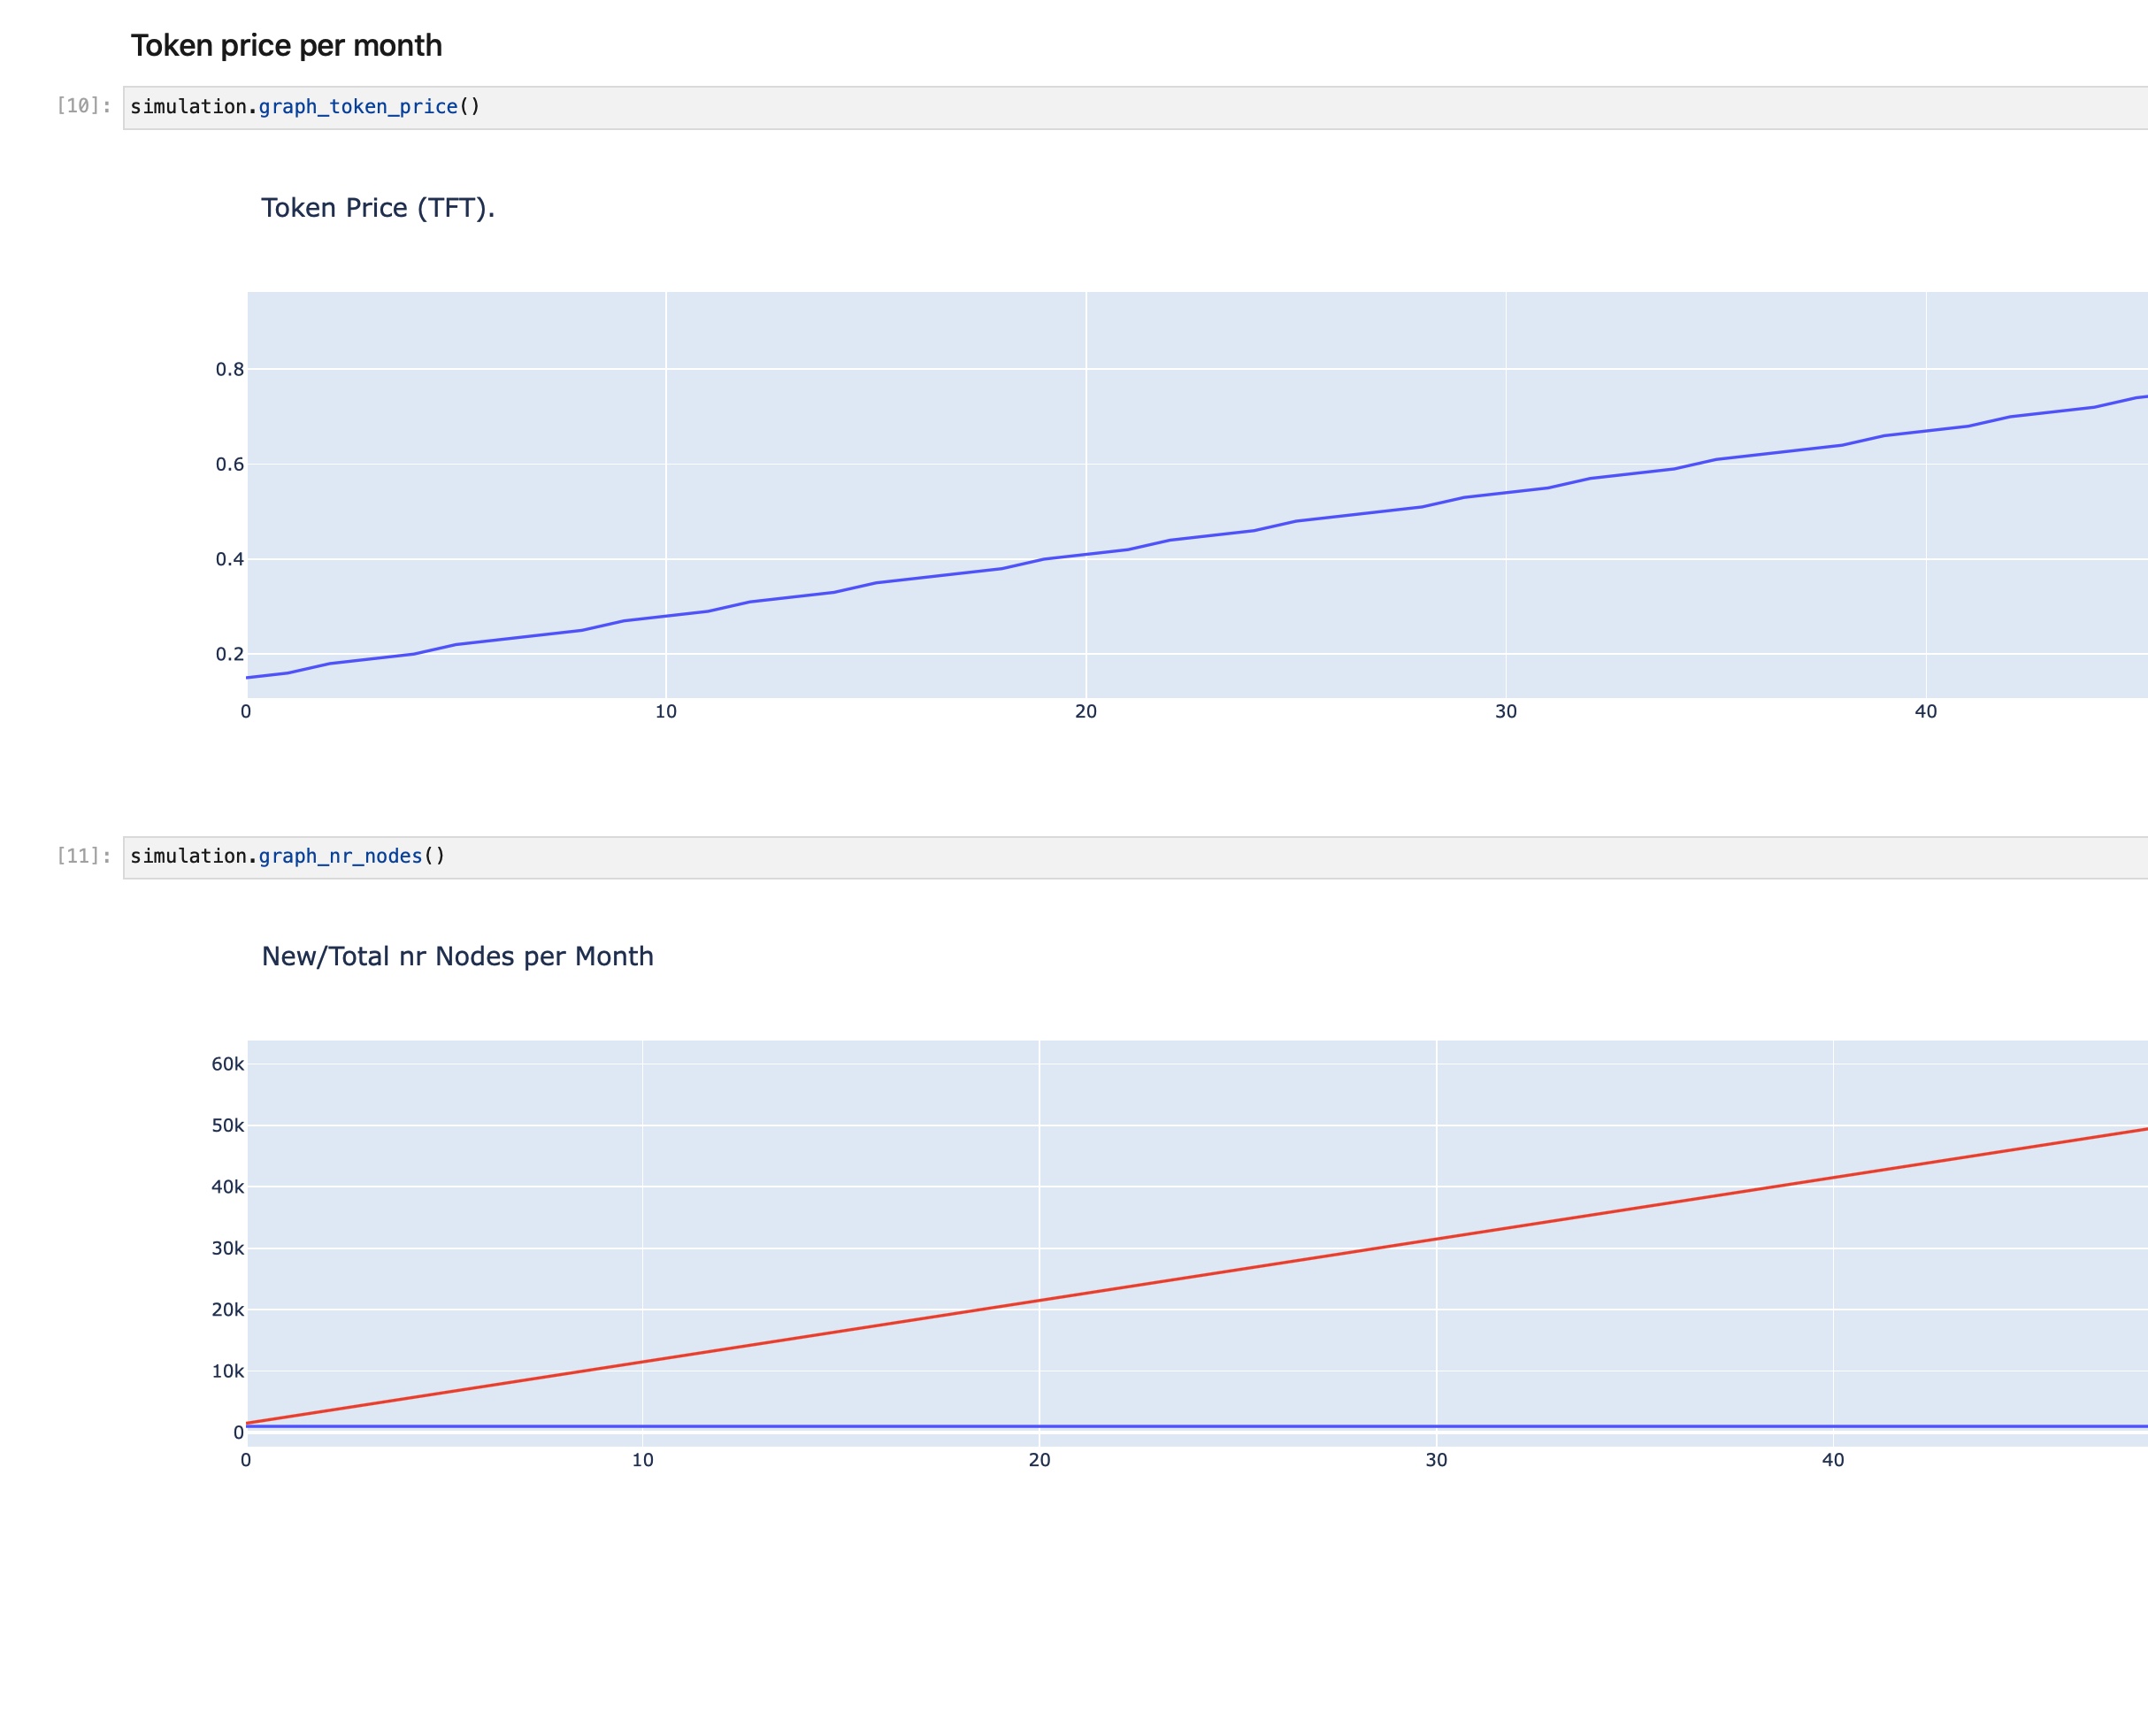 Token price per month
[10]: simulation.graph_token_price()
Token Price (TFT).
0.8
0.6
0.4
0.2
0 10 20 30 40
[11]: simulation.graph_nr_nodes()
New/Total nr Nodes per Month
60k
50k
40k
30k
20k
10k
0
0 10 20 30 40